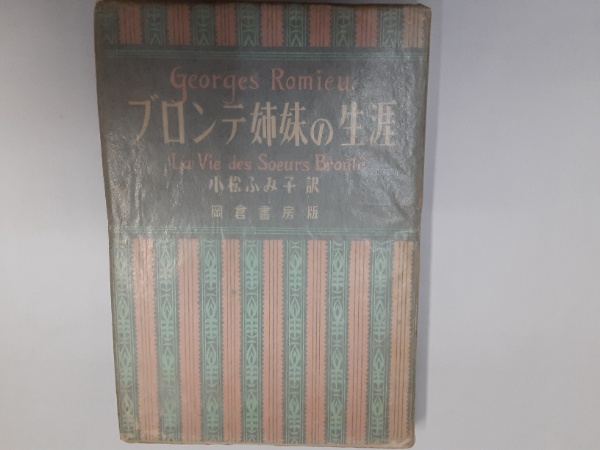 Georges Romieu
ブロンテ姉妹の生涯
La Vie des Soeurs Brontë
小松ふみ子訳
岡倉書房版